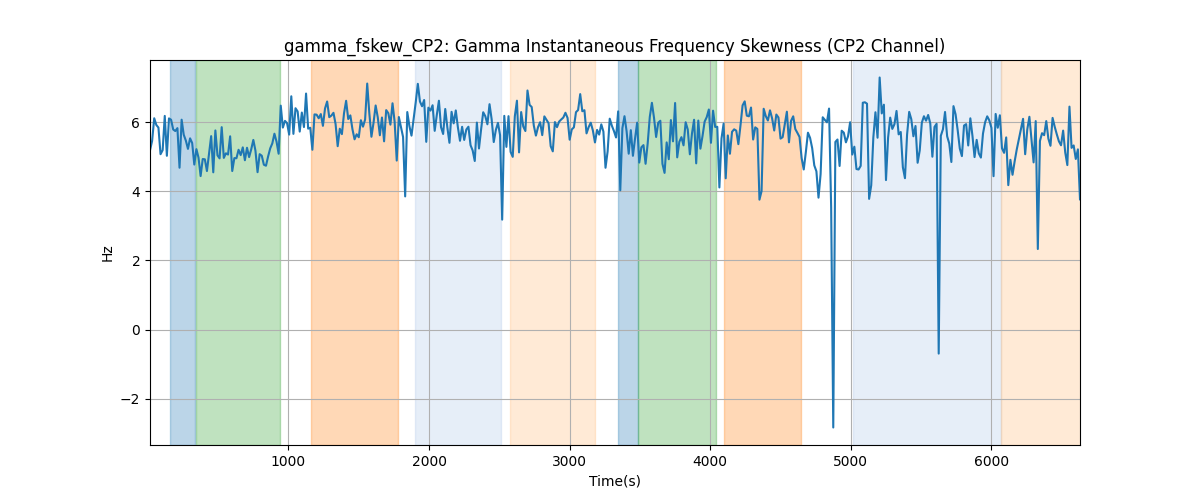 gamma_fskew_CP2: Gamma Instantaneous Frequency Skewness (CP2 Channel)
6
4
2
0
−2
Hz
1000 2000 3000 4000 5000 6000
Time(s)